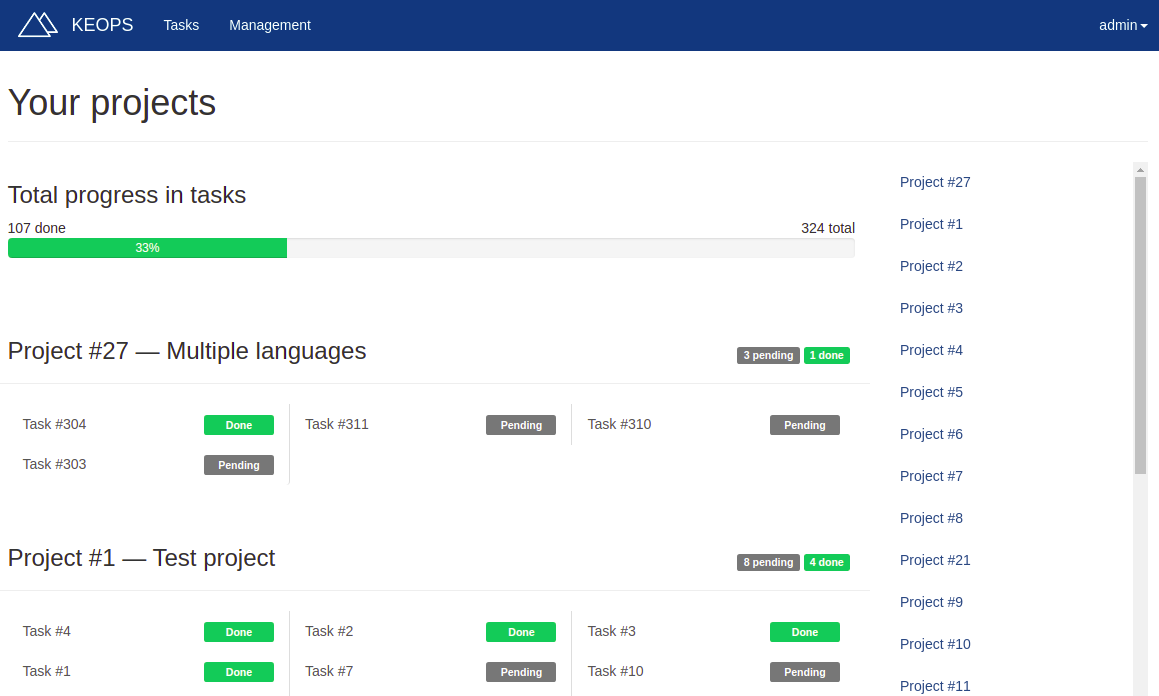 KEOPS Tasks Management admin
Your projects
Total progress in tasks
107 done 324 total
33%
Project #27 — Multiple languages 3 pending 1 done
Task #304 Done Task #311 Pending Task #310 Pending
Task #303 Pending
Project #1 — Test project 8 pending 4 done
Task #4 Done Task #2 Done Task #3 Done
Task #1 Done Task #7 Pending Task #10 Pending
Project #27
Project #1
Project #2
Project #3
Project #4
Project #5
Project #6
Project #7
Project #8
Project #21
Project #9
Project #10
Project #11